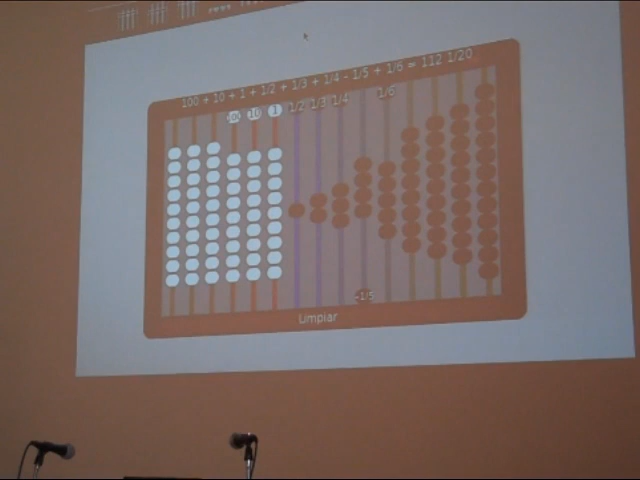 100 + 10 + 1 + 1/2 + 1/3 + 1/4 - 1/5 + 1/6 = 112 1/20
100 10 1 1/2 1/3 1/4 1/6
-1/5
Limpiar